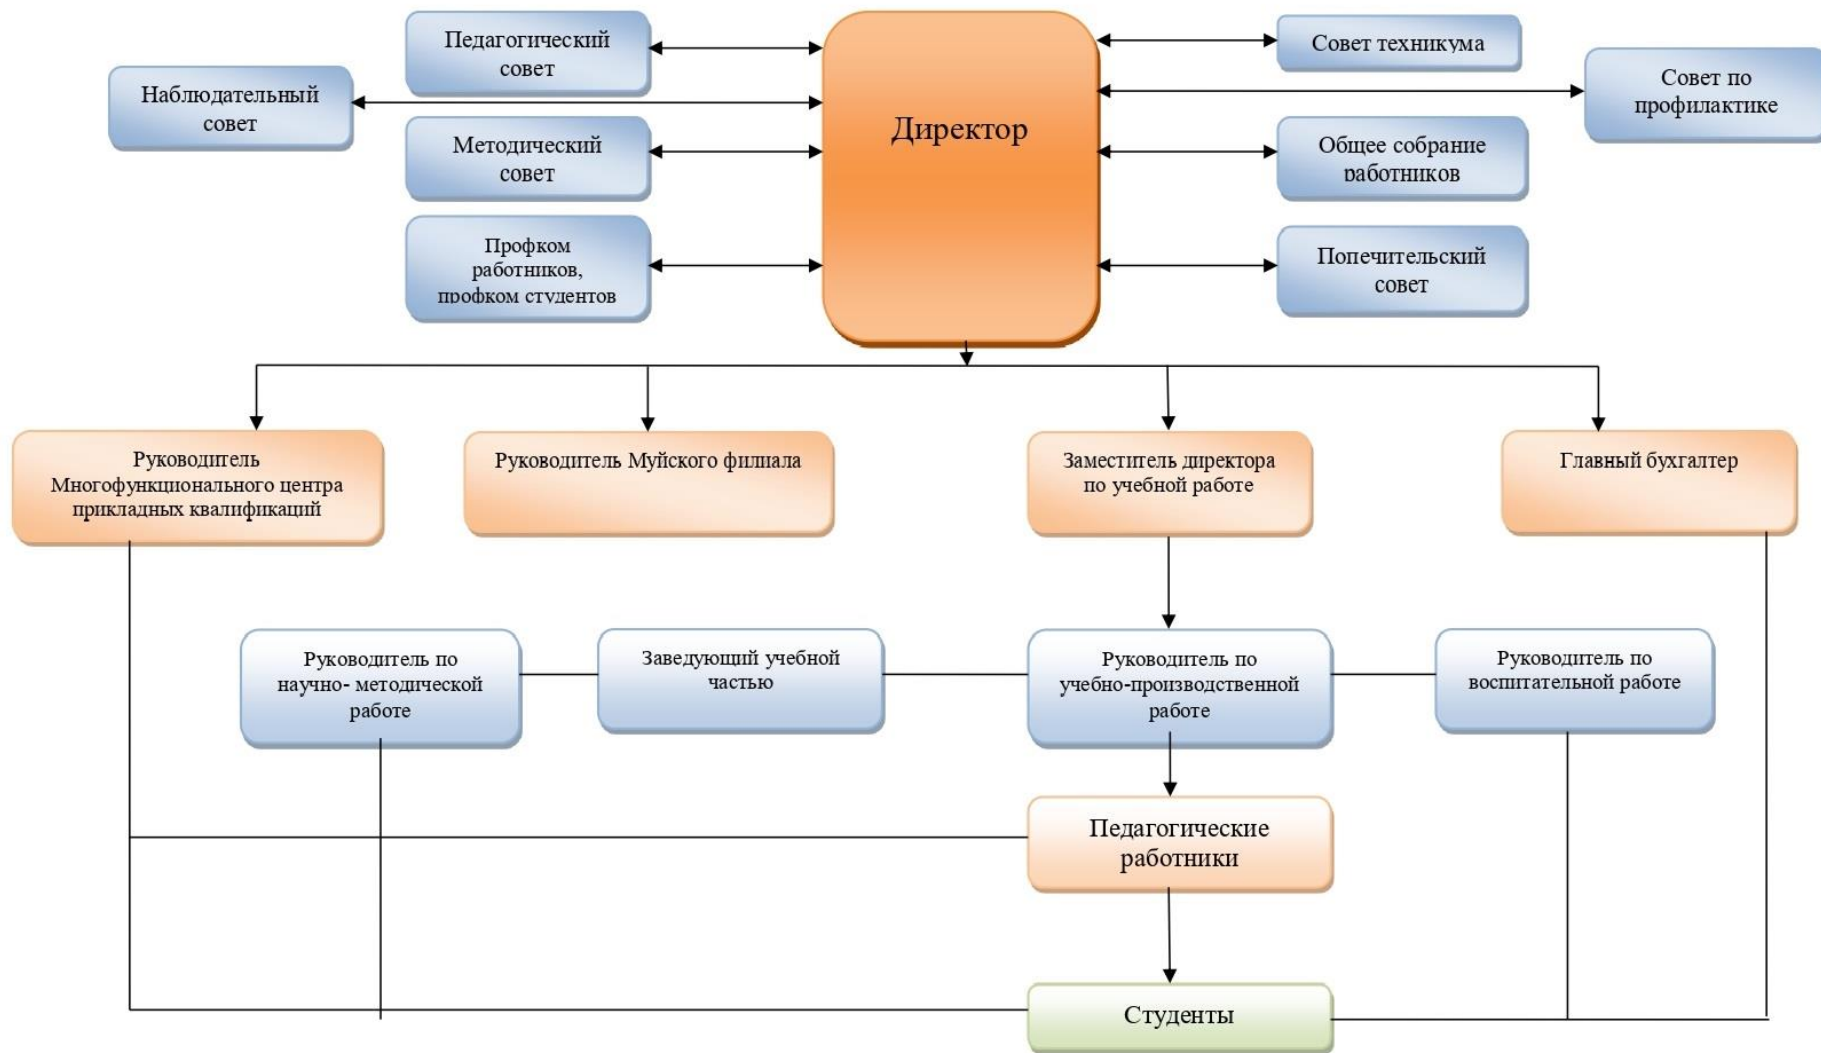 Педагогический
совет
Совет техникума
Наблюдательный
совет
Директор
Совет по
профилактике
Методический
совет
Общее собрание
работников
Профком
работников,
профком студентов
Попечительский
совет
Руководитель
Многофункционального центра
прикладных квалификаций
Руководитель Муйского филиала
Заместитель директора
по учебной работе
Главный бухгалтер
Руководитель по
научно- методической
работе
Заведующий учебной
частью
Руководитель по
учебно-производственной
работе
Руководитель по
воспитательной работе
Педагогические
работники
Студенты